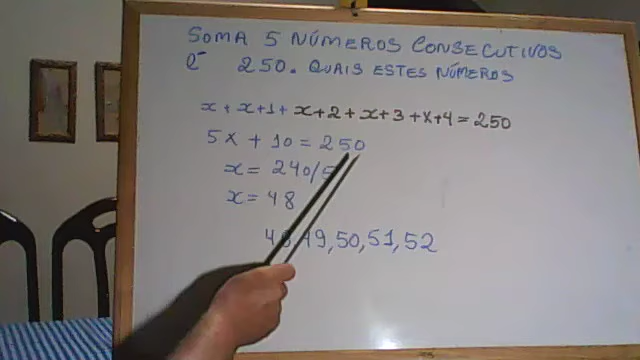 SOMA 5 NÚMEROS CONSECUTIVOS
é 250. QUAIS ESTES NÚMEROS
x + x+1+ x+2+x+3+x+4=250
5x + 10 = 250
x = 240/5
x = 48
48,49,50,51,52